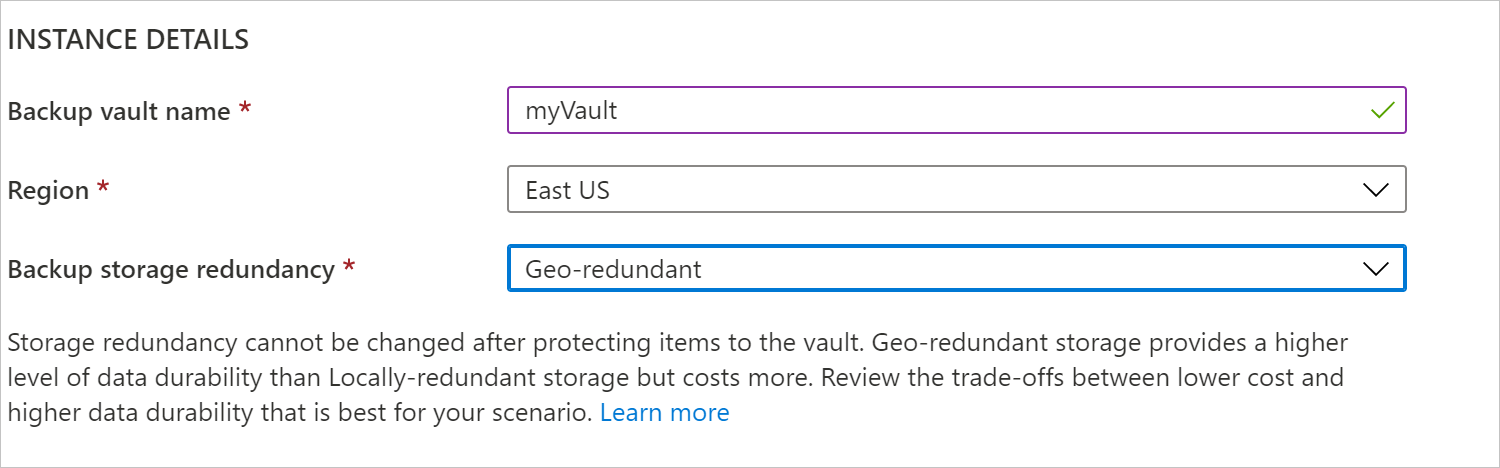 INSTANCE DETAILS
Backup vault name *
myVault
Region *
East US
Backup storage redundancy *
Geo-redundant
Storage redundancy cannot be changed after protecting items to the vault. Geo-redundant storage provides a higher
level of data durability than Locally-redundant storage but costs more. Review the trade-offs between lower cost and
higher data durability that is best for your scenario. Learn more